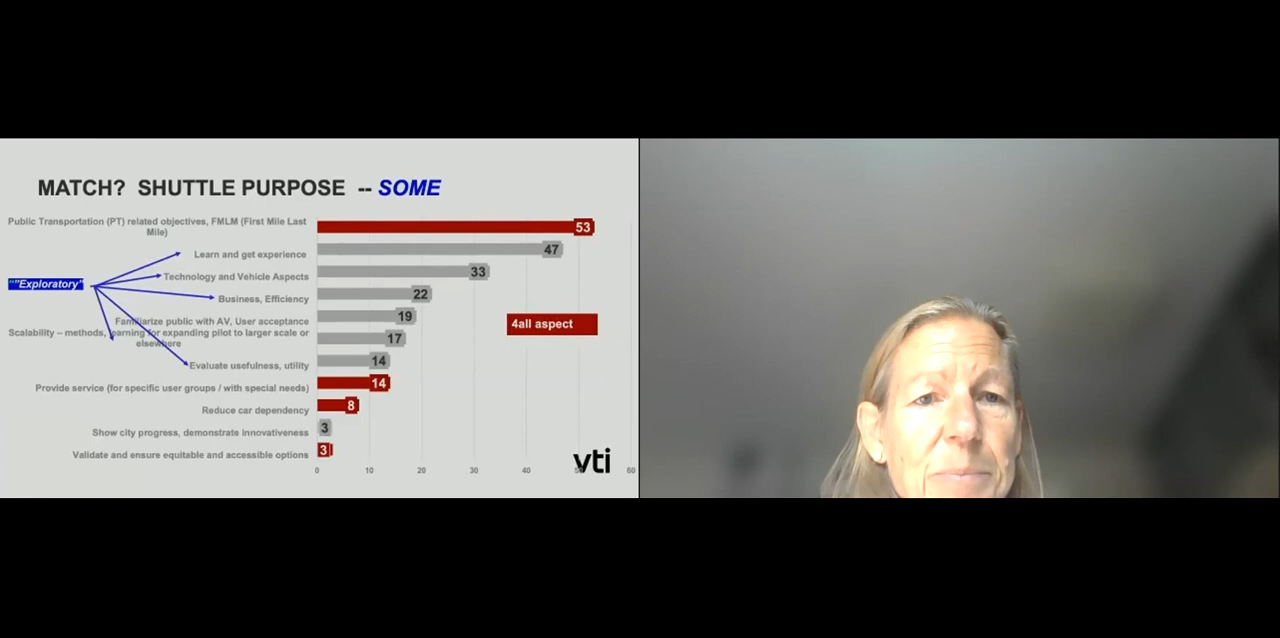 MATCH? SHUTTLE PURPOSE -- SOME
Public Transportation (PT) related objectives, FMLM (First Mile Last
Mile)
53
Learn and get experience
47
""Exploratory"
Technology and Vehicle Aspects
33
Business, Efficiency
22
Familiarize public with AV, User acceptance
19
4all aspect
Scalability – methods, learning for expanding pilot to larger scale or
elsewhere
17
Evaluate usefulness, utility
14
Provide service (for specific user groups / with special needs)
14
Reduce car dependency
8
Show city progress, demonstrate Innovativeness
3
Validate and ensure equitable and accessible options
3
vti
0 10 20 30 40 50 60